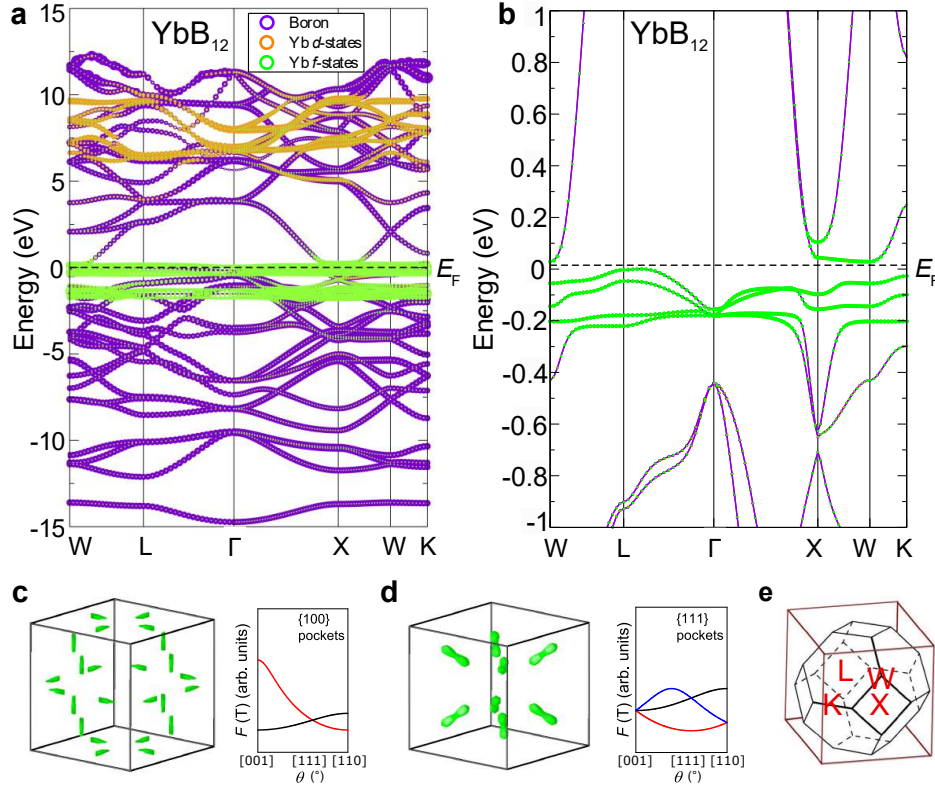 a
YbB12
Boron
Yb d-states
Yb f-states
Energy (eV)
10
5
0
-5
-10
-15
EF
W L Γ X W K
b
YbB12
Energy (eV)
1
0.8
0.6
0.4
0.2
0
-0.2
-0.4
-0.6
-0.8
-1
EF
W L Γ X W K
c
F (T) (arb. units)
{100}
pockets
[001] [111] [110]
θ (°)
d
F (T) (arb. units)
{111}
pockets
[001] [111] [110]
θ (°)
e
L
W
K
X